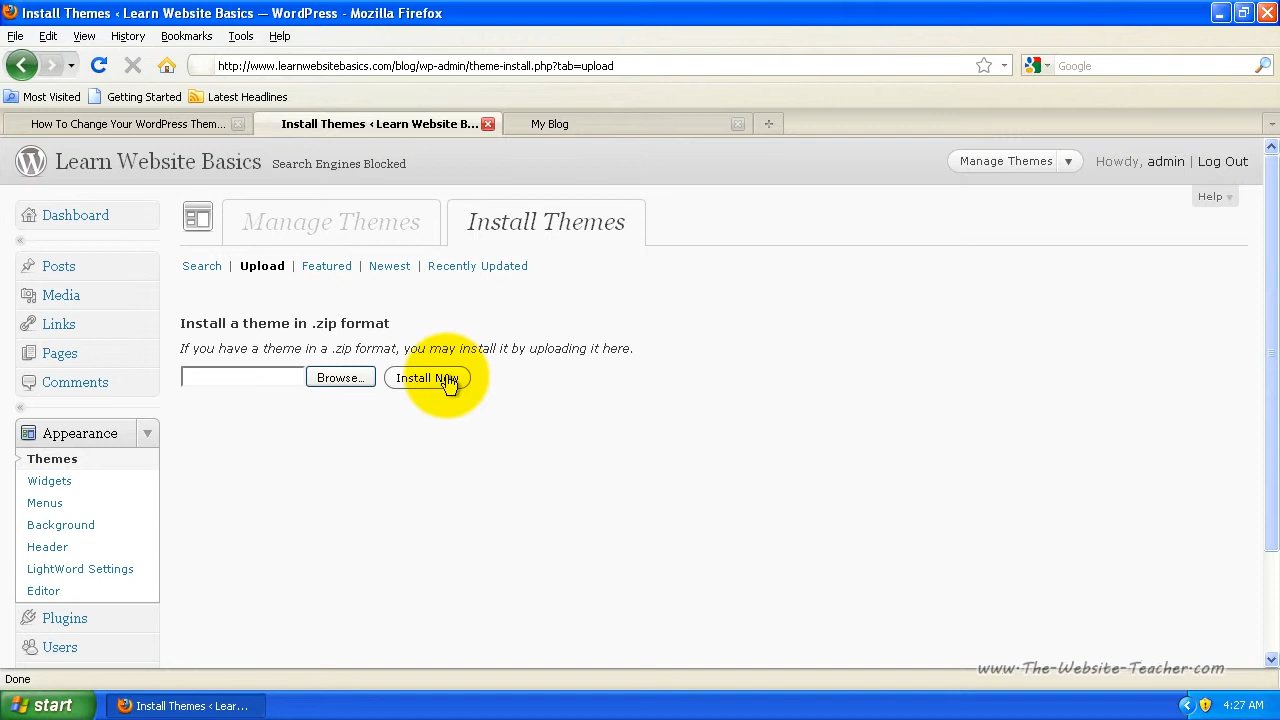 Install Themes ‹ Learn Website Basics — WordPress - Mozilla Firefox
File Edit View History Bookmarks Tools Help
http://www.learnwebsitebasics.com/blog/wp-admin/theme-install.php?tab=upload
Google
Most Visited Getting Started Latest Headlines
How To Change Your WordPress Them... Install Themes ‹ Learn Website B... My Blog
Learn Website Basics Search Engines Blocked Manage Themes Howdy, admin | Log Out
Help
Dashboard Manage Themes Install Themes
Posts Search | Upload | Featured | Newest | Recently Updated
Media
Links Install a theme in .zip format
Pages If you have a theme in a .zip format, you may install it by uploading it here.
Comments Browse... Install Now
Appearance
Themes
Widgets
Menus
Background
Header
LightWord Settings
Editor
Plugins
Users
www.The-Website-Teacher.com
Done
start Install Themes ‹ Lear... 4:27 AM